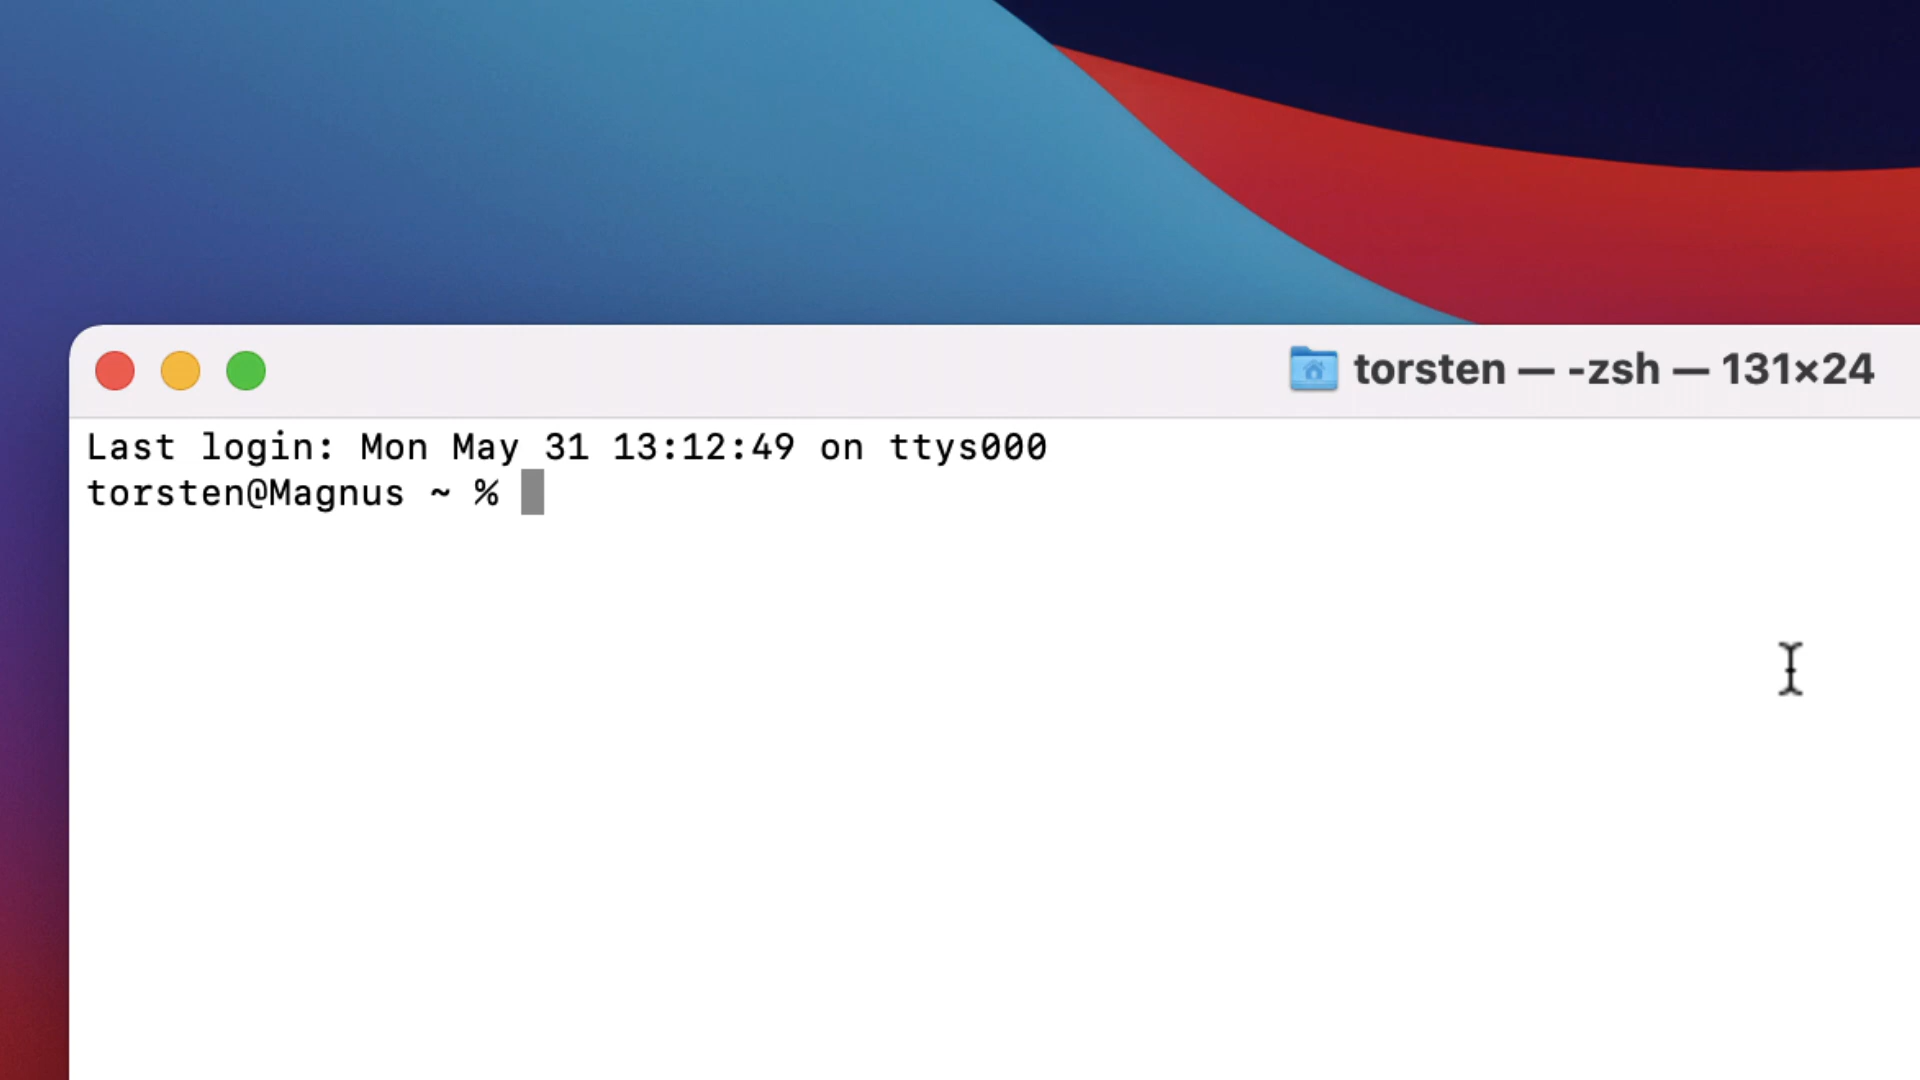 torsten — -zsh — 131×24
Last login: Mon May 31 13:12:49 on ttys000
torsten@Magnus ~ %